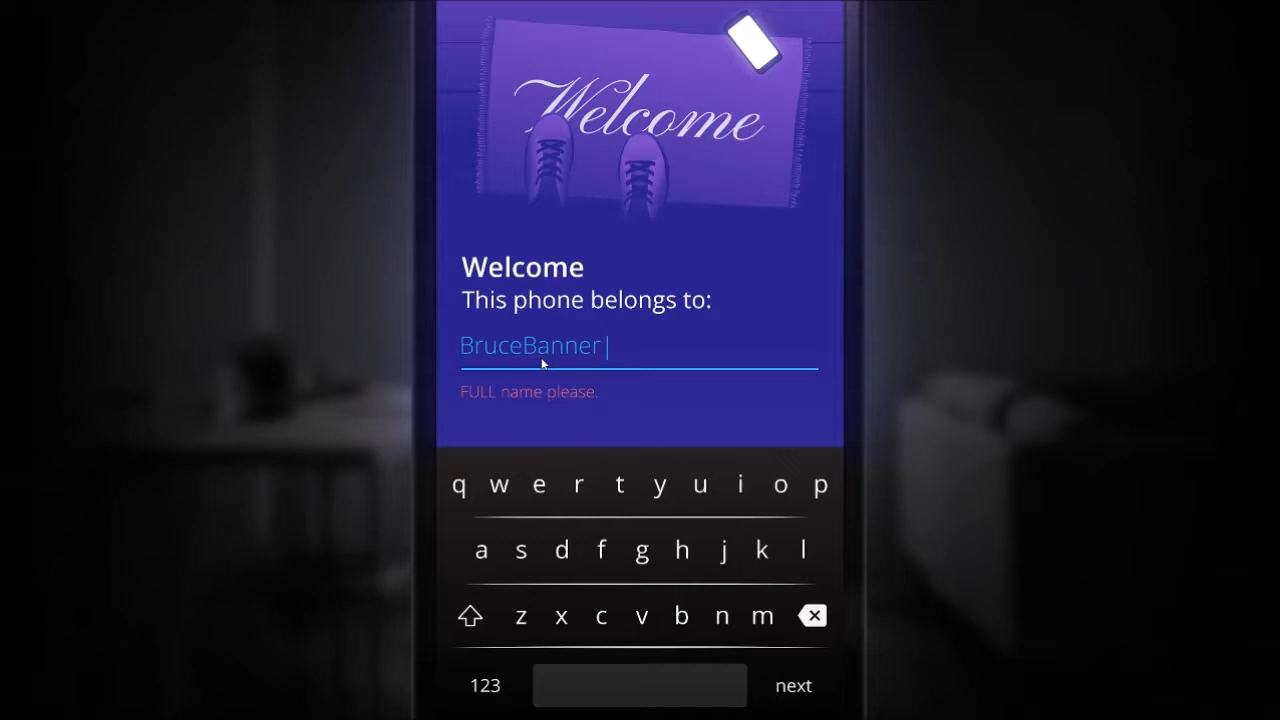 Welcome
Welcome
This phone belongs to:
BruceBanner
FULL name please.
q w e r t y u i o p
a s d f g h j k l
z x c v b n m
123 next